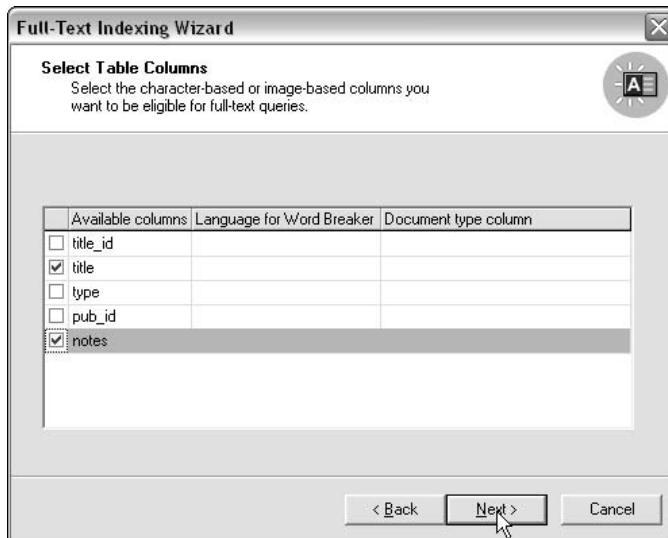 Full-Text Indexing Wizard
Select Table Columns
Select the character-based or image-based columns you
want to be eligible for full-text queries.
A
Available columns Language for Word Breaker Document type column
title_id
title
type
pub_id
notes
< Back Next > Cancel